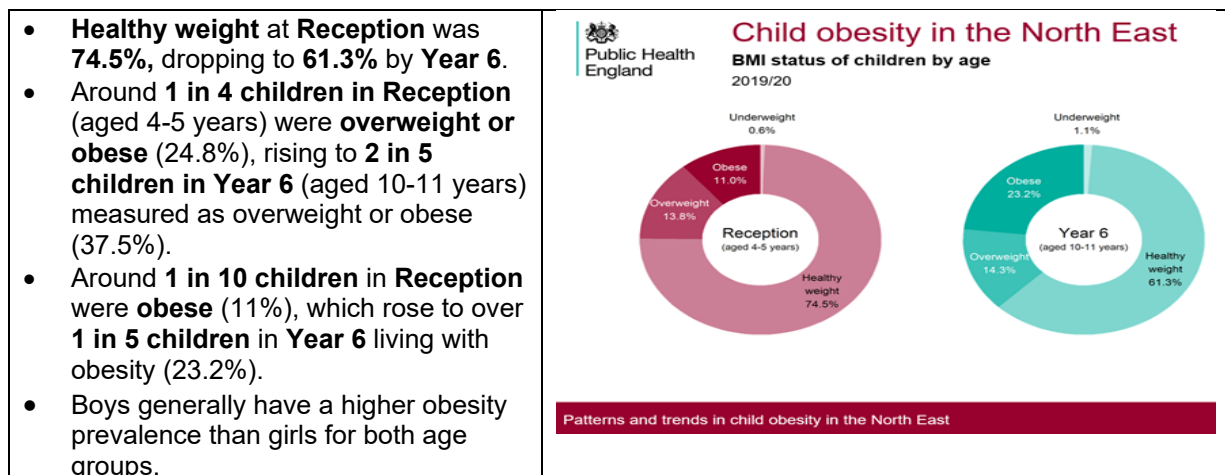 • Healthy weight at Reception was
74.5%, dropping to 61.3% by Year 6.
• Around 1 in 4 children in Reception
(aged 4-5 years) were overweight or
obese (24.8%), rising to 2 in 5
children in Year 6 (aged 10-11 years)
measured as overweight or obese
(37.5%).
• Around 1 in 10 children in Reception
were obese (11%), which rose to over
1 in 5 children in Year 6 living with
obesity (23.2%).
• Boys generally have a higher obesity
prevalence than girls for both age
groups.
Public Health
England
Child obesity in the North East
BMI status of children by age
2019/20
Underweight
0.6%
Obese
11.0%
Overweight
13.8%
Reception
(aged 4-5 years)
Healthy
weight
74.5%
Underweight
1.1%
Obese
23.2%
Overweight
14.3%
Year 6
(aged 10-11 years)
Healthy
weight
61.3%
Patterns and trends in child obesity in the North East